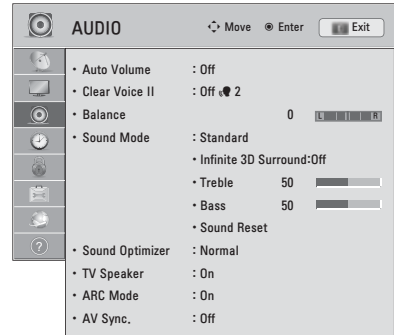 AUDIO Move Enter Exit
• Auto Volume : Off
• Clear Voice II : Off 2
• Balance 0 L R
• Sound Mode : Standard
• Infinite 3D Surround:Off
• Treble 50
• Bass 50
• Sound Reset
• Sound Optimizer : Normal
• TV Speaker : On
• ARC Mode : On
• AV Sync. : Off
?